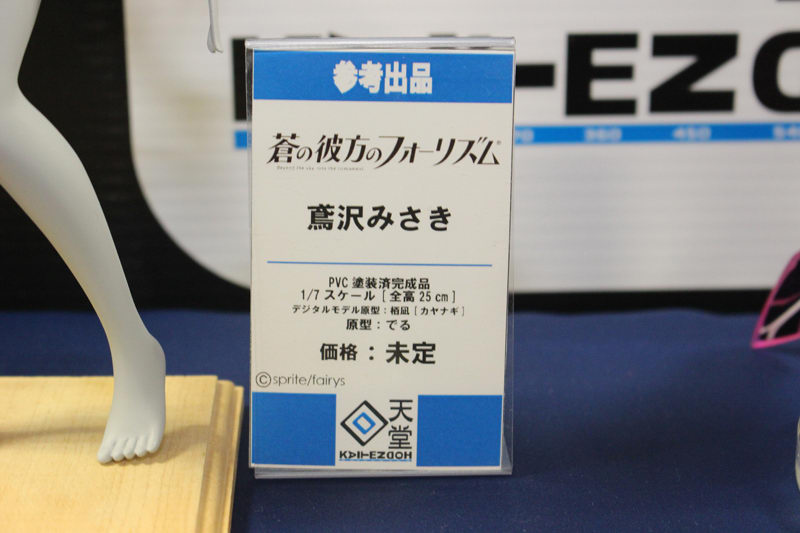 参考出品
蒼の彼方のフォーリズム
鳶沢みさき
PVC 塗装済完成品
1/7 スケール [ 全高 25 cm ]
デジタルモデル原型：栢凪 [ カヤナギ ]
原型：でる
価格：未定
©sprite/fairys
天堂
360
450